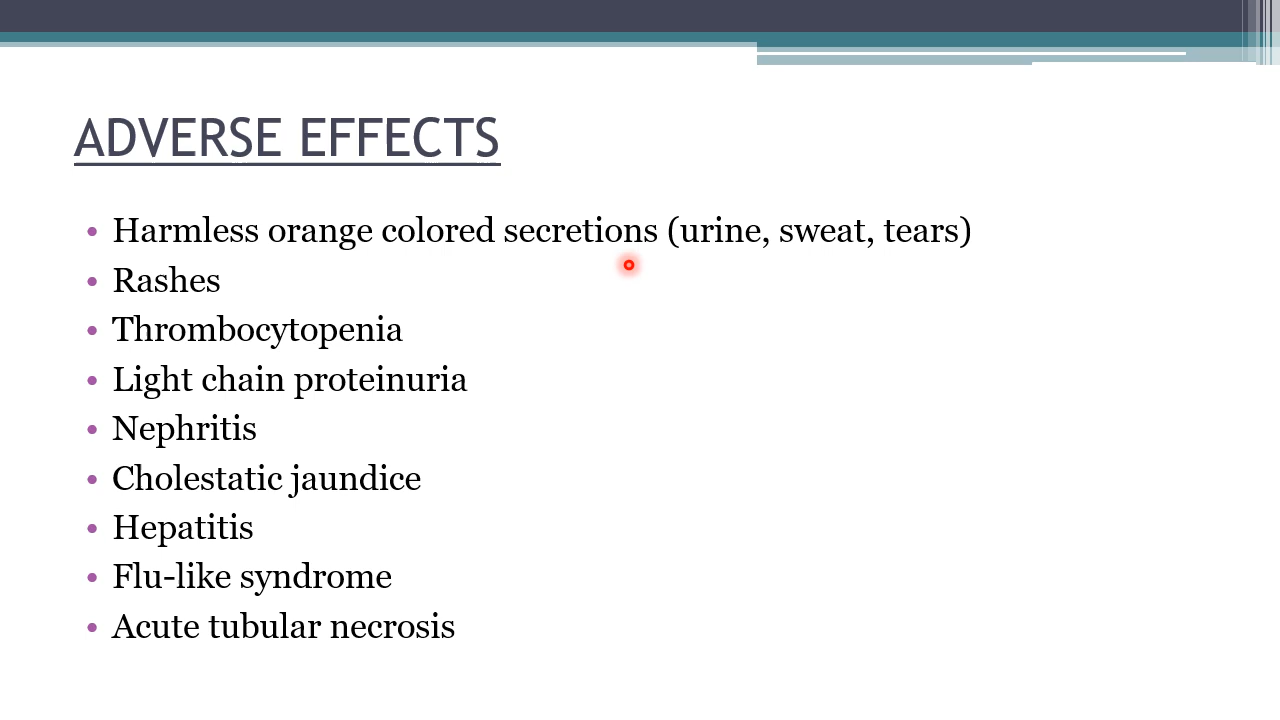 ADVERSE EFFECTS
• Harmless orange colored secretions (urine, sweat, tears)
• Rashes
• Thrombocytopenia
• Light chain proteinuria
• Nephritis
• Cholestatic jaundice
• Hepatitis
• Flu-like syndrome
• Acute tubular necrosis